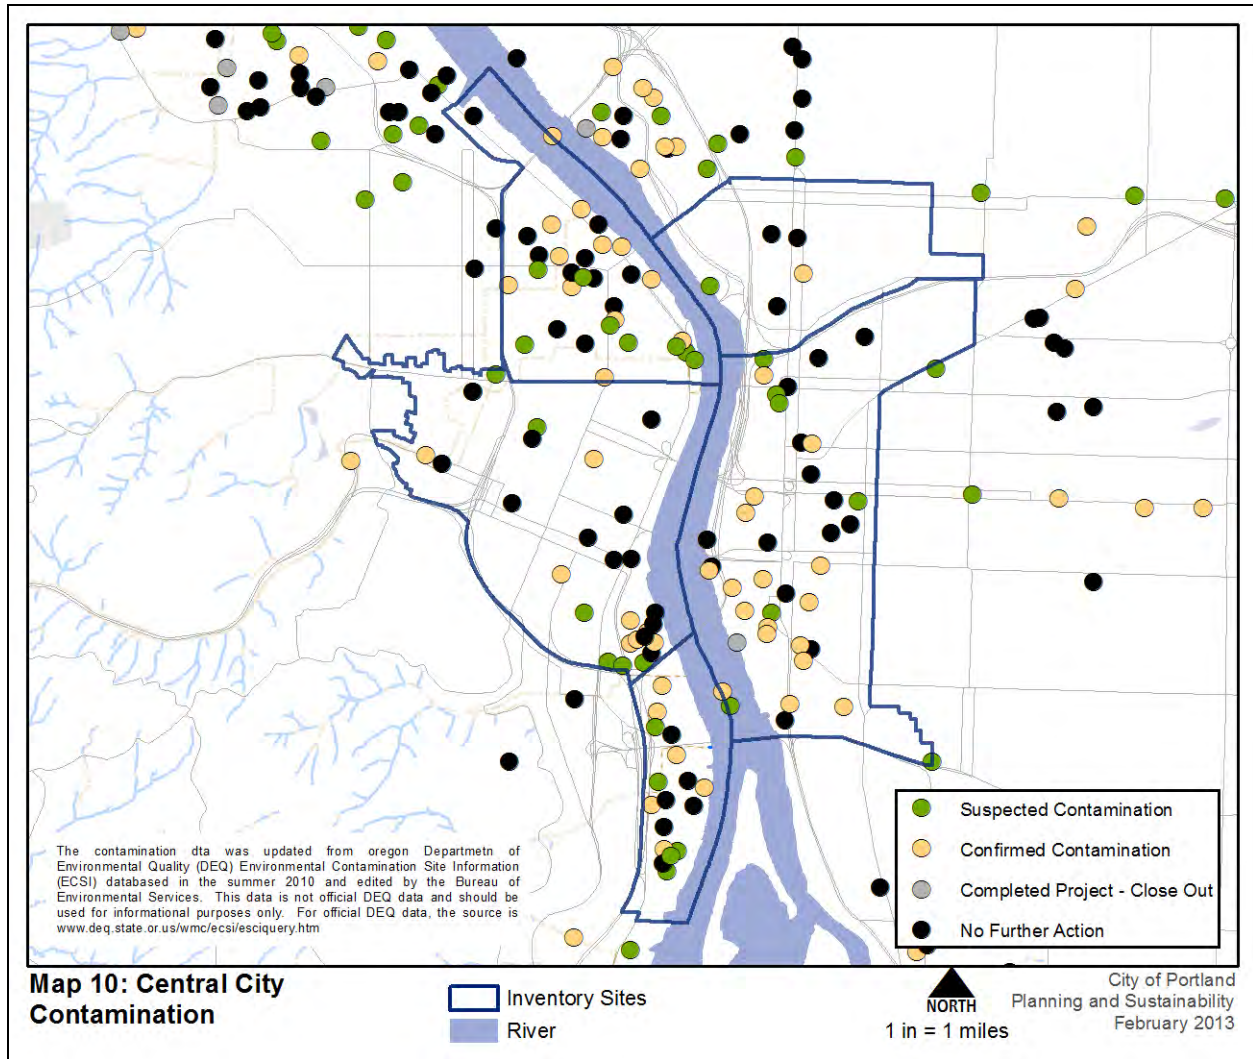 The contamination dta was updated from oregon Departmetn of
Environmental Quality (DEQ) Environmental Contamination Site Information
(ECSI) databased in the summer 2010 and edited by the Bureau of
Environmental Services. This data is not official DEQ data and should be
used for informational purposes only. For official DEQ data, the source is
www.deq.state.or.us/wmc/ecsi/esciquery.htm
Suspected Contamination
Confirmed Contamination
Completed Project - Close Out
No Further Action
Map 10: Central City
Contamination
Inventory Sites
River
NORTH
1 in = 1 miles
City of Portland
Planning and Sustainability
February 2013